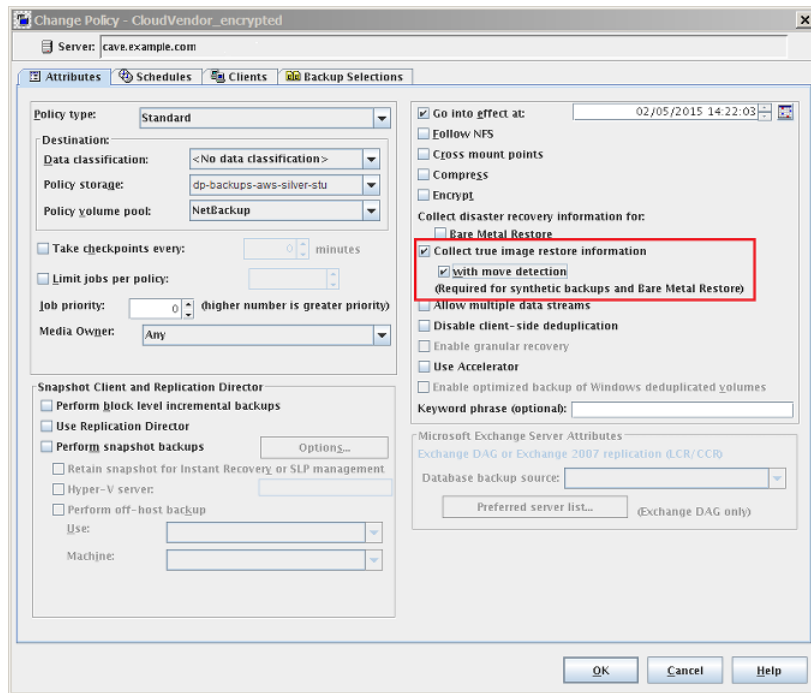 Change Policy - CloudVendor_encrypted
Server: cave.example.com
Attributes Schedules Clients Backup Selections
Policy type: Standard
Destination:
Data classification: <No data classification>
Policy storage: dp-backups-aws-silver-stu
Policy volume pool: NetBackup
Take checkpoints every: 0 minutes
Limit jobs per policy:
Job priority: 0 (higher number is greater priority)
Media Owner: Any
Snapshot Client and Replication Director
Perform block level incremental backups
Use Replication Director
Perform snapshot backups Options...
Retain snapshot for Instant Recovery or SLP management
Hyper-V server:
Perform off-host backup
Use:
Machine:
Go into effect at: 02/05/2015 14:22:03
Follow NFS
Cross mount points
Compress
Encrypt
Collect disaster recovery information for:
Bare Metal Restore
Collect true image restore information
with move detection
(Required for synthetic backups and Bare Metal Restore)
Allow multiple data streams
Disable client-side deduplication
Enable granular recovery
Use Accelerator
Enable optimized backup of Windows deduplicated volumes
Keyword phrase (optional):
Microsoft Exchange Server Attributes
Exchange DAG or Exchange 2007 replication (LCR/CCR)
Database backup source:
Preferred server list... (Exchange DAG only)
OK Cancel Help